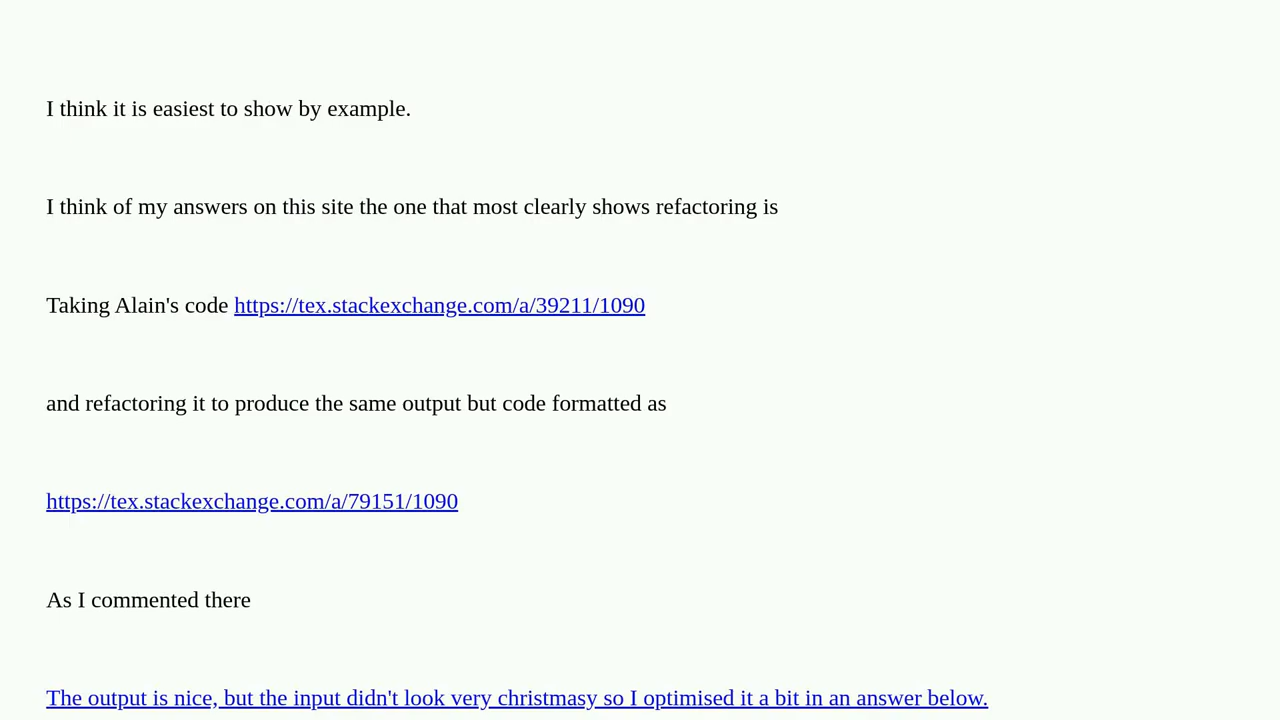 I think it is easiest to show by example.
I think of my answers on this site the one that most clearly shows refactoring is
Taking Alain's code https://tex.stackexchange.com/a/39211/1090
and refactoring it to produce the same output but code formatted as
https://tex.stackexchange.com/a/79151/1090
As I commented there
The output is nice, but the input didn't look very christmasy so I optimised it a bit in an answer below.